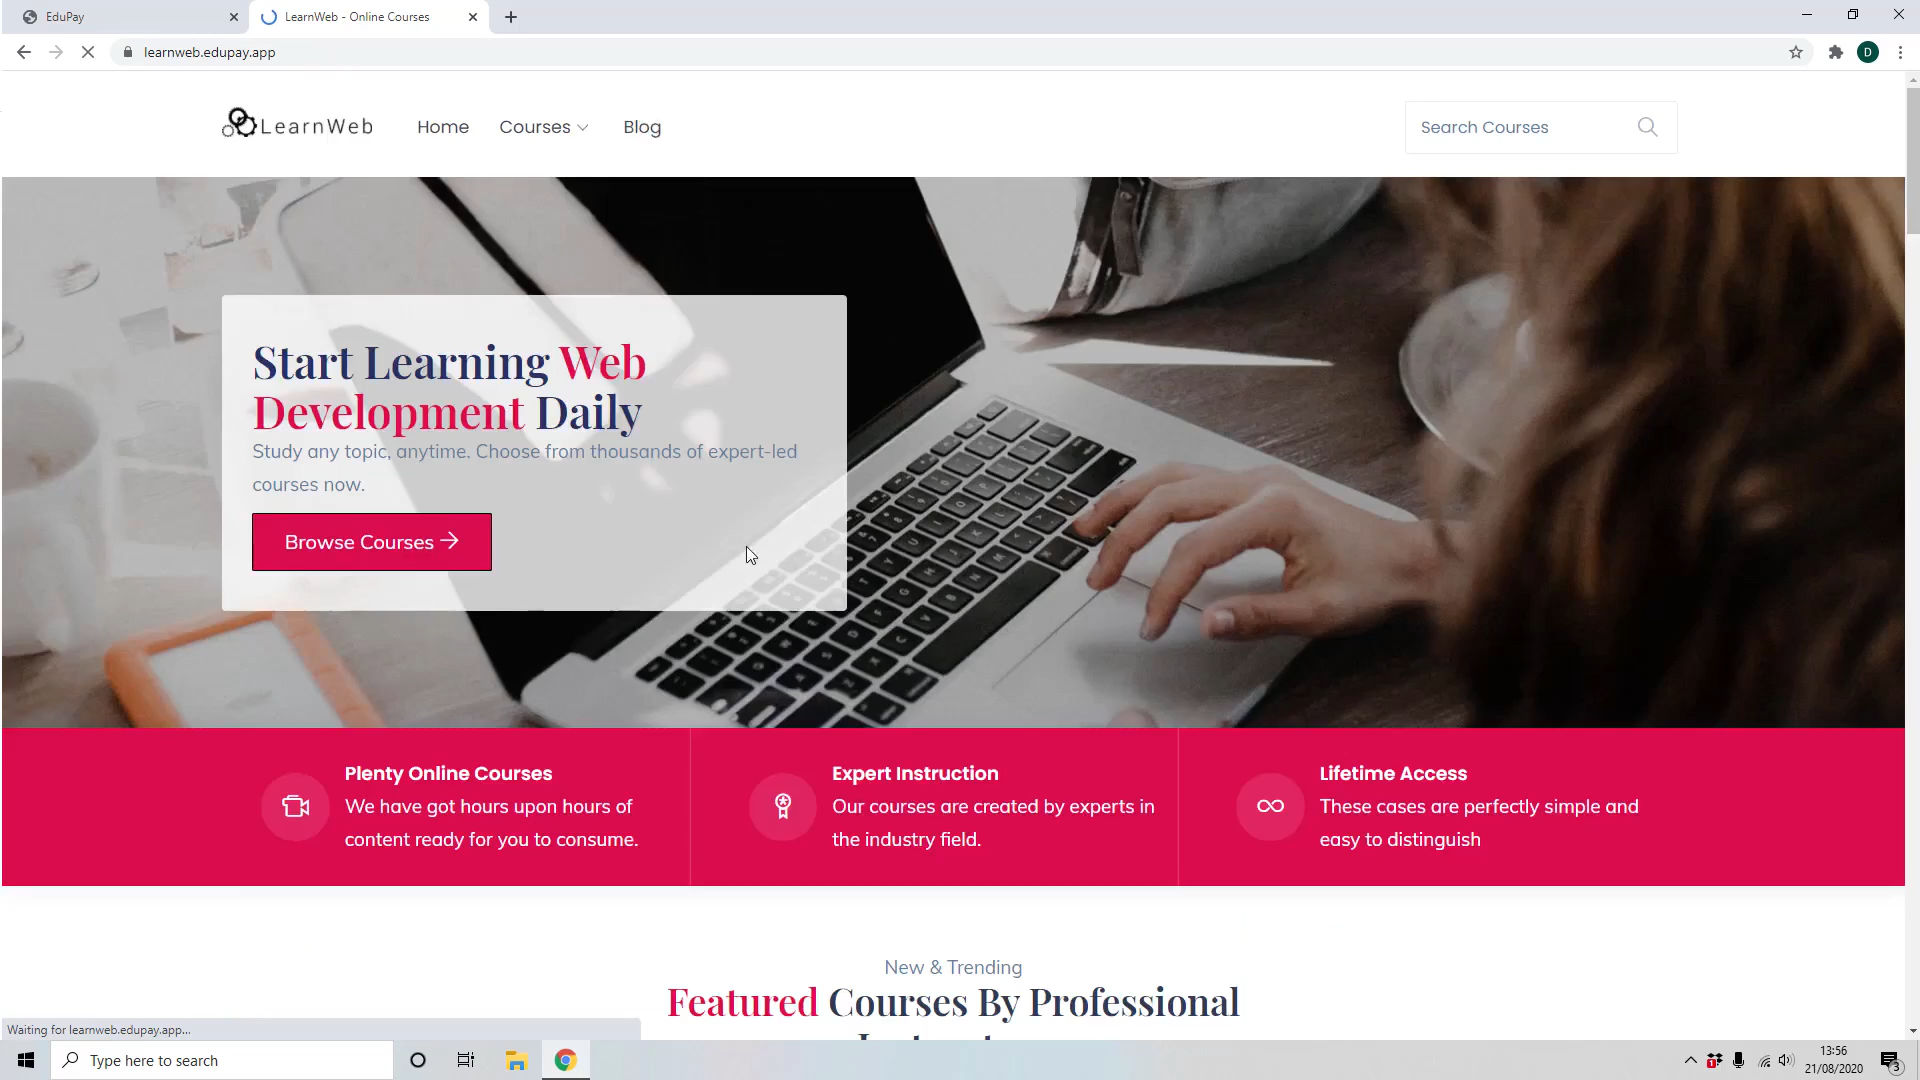 EduPay
LearnWeb - Online Courses
learnweb.edupay.app
D
LearnWeb
Home
Courses
Blog
Search Courses
Start Learning Web
Development Daily
Study any topic, anytime. Choose from thousands of expert-led
courses now.
Browse Courses
Plenty Online Courses
We have got hours upon hours of
content ready for you to consume.
Expert Instruction
Our courses are created by experts in
the industry field.
Lifetime Access
These cases are perfectly simple and
easy to distinguish
New & Trending
Featured Courses By Professional
Waiting for learnweb.edupay.app...
Type here to search
13:56
21/08/2020
3